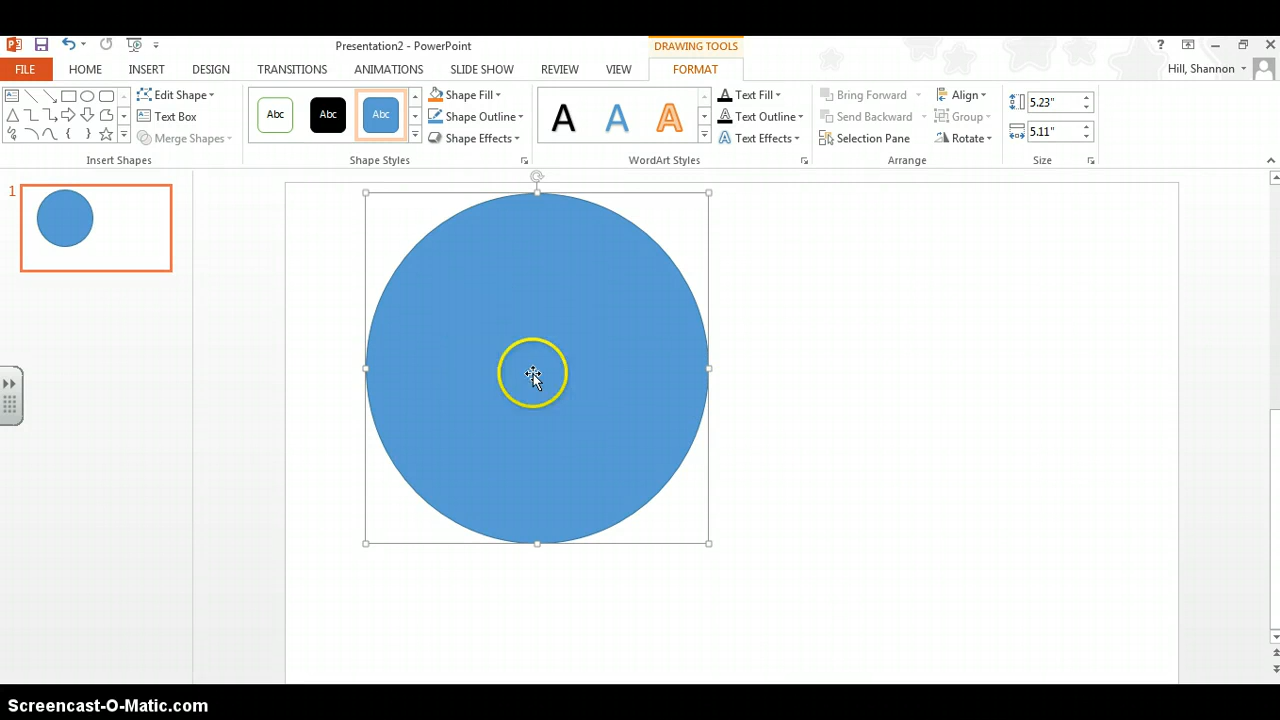 Presentation2 - PowerPoint
DRAWING TOOLS
?
FILE HOME INSERT DESIGN TRANSITIONS ANIMATIONS SLIDE SHOW REVIEW VIEW FORMAT Hill, Shannon
Edit Shape
Text Box
Merge Shapes
Insert Shapes
Abc Abc Abc
Shape Fill
Shape Outline
Shape Effects
Shape Styles
A A A
Text Fill
Text Outline
Text Effects
WordArt Styles
Bring Forward
Send Backward
Selection Pane
Align
Group
Rotate
Arrange
5.23"
5.11"
Size
1
Screencast-O-Matic.com